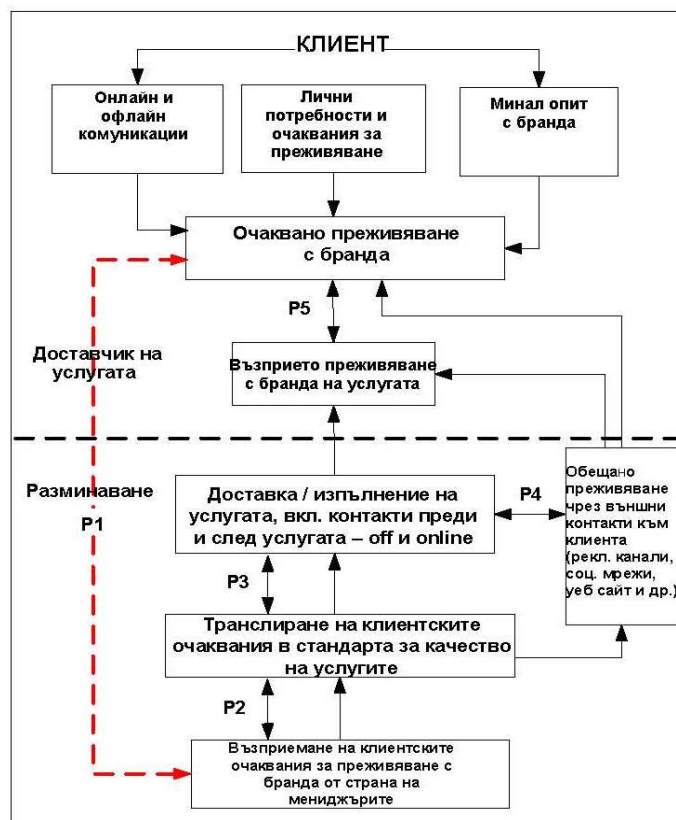 КЛИЕНТ
Онлайн и
офлайн
комуникации
Лични
потребности и
очаквания за
преживяване
Минал опит
с бранда
Очаквано преживяване
с бранда
P5
Доставчик на
услугата
Възприето преживяване
с бранда на услугата
Разминаване
P1
Доставка / изпълнение на
услугата, вкл. контакти преди
и след услугата – off и online
P4
Обещано
преживяване
чрез външни
контакти към
клиента
(рекл. канали,
соц. мрежи,
уеб сайт и др.)
P3
Транслиране на клиентските
очаквания в стандарта за качество
на услугите
P2
Възприемане на клиентските
очаквания за преживяване с
бранда от страна на
мениджърите